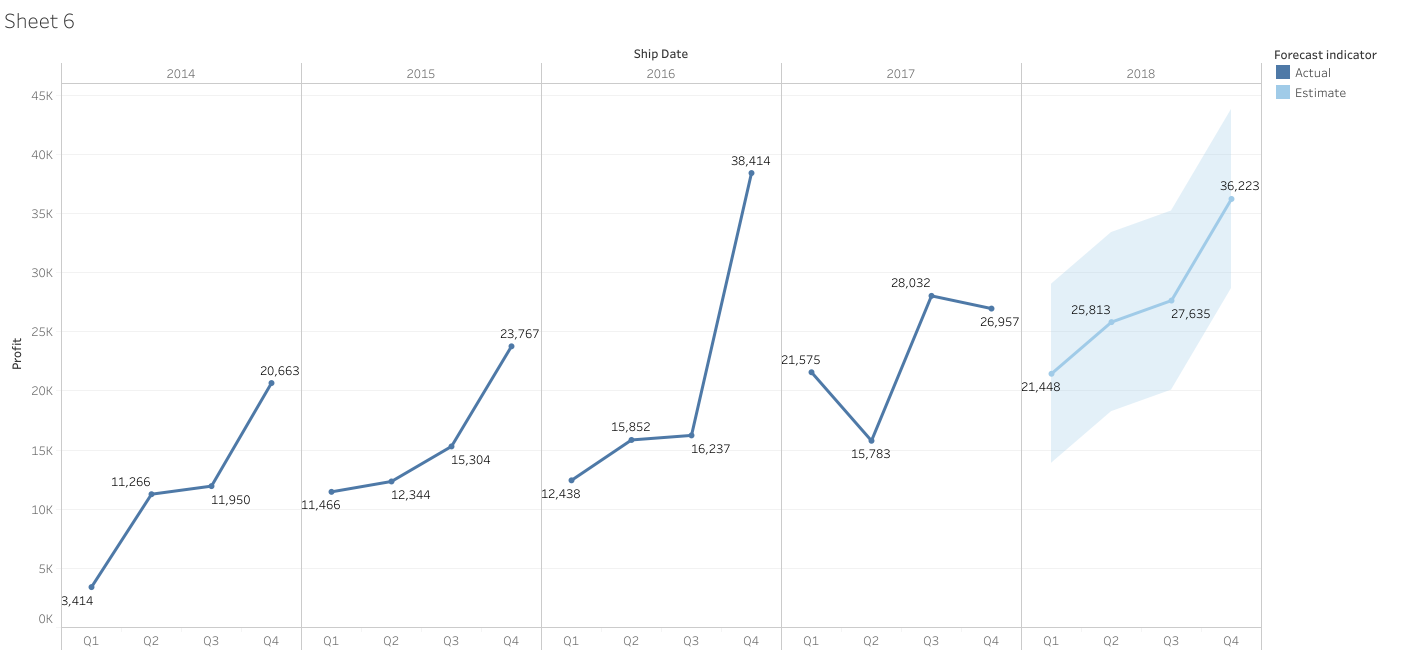 Sheet 6
Ship Date
Forecast indicator
2014 2015 2016 2017 2018
Actual
Estimate
45K
40K
35K
30K
25K
20K
15K
10K
5K
0K
Profit
3,414
11,266
11,950
20,663
11,466
12,344
15,304
23,767
12,438
15,852
16,237
38,414
21,575
15,783
28,032
26,957
21,448
25,813
27,635
36,223
Q1 Q2 Q3 Q4 Q1 Q2 Q3 Q4 Q1 Q2 Q3 Q4 Q1 Q2 Q3 Q4 Q1 Q2 Q3 Q4